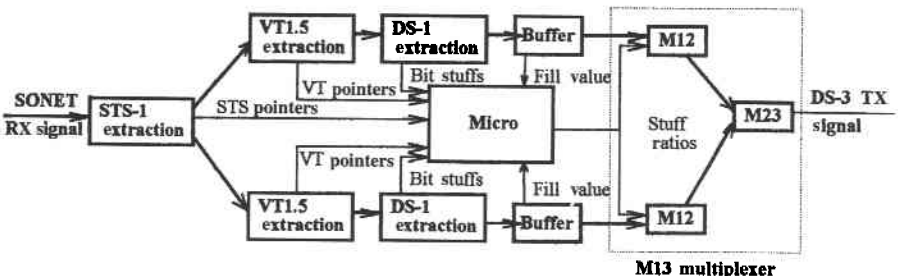 VT1.5
extraction
DS-1
extraction
Buffer
M12
Bit stuffs
Fill value
VT pointers
SONET
RX signal
STS-1
extraction
STS pointers
Micro
Stuff
ratios
M23
DS-3 TX
signal
VT pointers
Bit stuffs
Fill value
VT1.5
extraction
DS-1
extraction
Buffer
M12
M13 multiplexer